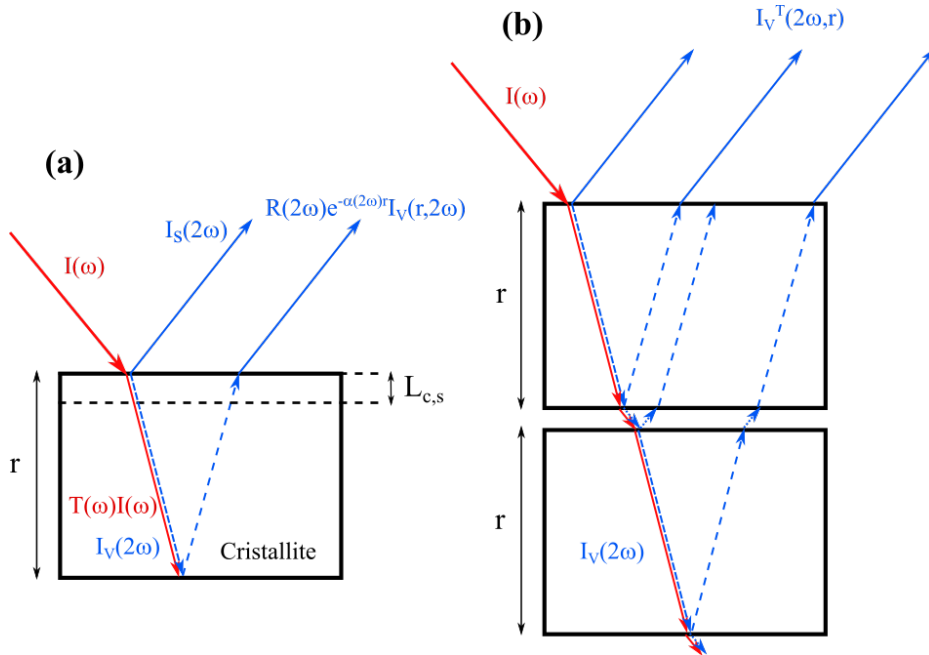 (a)
I(ω)
I_S(2ω)
R(2ω)e^{-α(2ω)r}I_V(r,2ω)
L_{c,s}
r
T(ω)I(ω)
I_V(2ω)
Cristallite
(b)
I_V^T(2ω,r)
I(ω)
r
r
I_V(2ω)